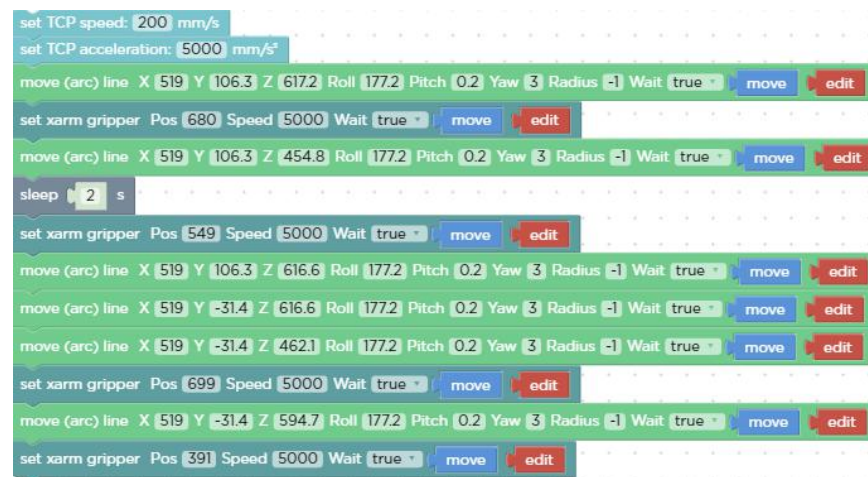 set TCP speed: 200 mm/s
set TCP acceleration: 5000 mm/s²
move (arc) line X 519 Y 106.3 Z 617.2 Roll 177.2 Pitch 0.2 Yaw 3 Radius -1 Wait true move edit
set xarm gripper Pos 680 Speed 5000 Wait true move edit
move (arc) line X 519 Y 106.3 Z 454.8 Roll 177.2 Pitch 0.2 Yaw 3 Radius -1 Wait true move edit
sleep 2 s
set xarm gripper Pos 549 Speed 5000 Wait true move edit
move (arc) line X 519 Y 106.3 Z 616.6 Roll 177.2 Pitch 0.2 Yaw 3 Radius -1 Wait true move edit
move (arc) line X 519 Y -31.4 Z 616.6 Roll 177.2 Pitch 0.2 Yaw 3 Radius -1 Wait true move edit
move (arc) line X 519 Y -31.4 Z 462.1 Roll 177.2 Pitch 0.2 Yaw 3 Radius -1 Wait true move edit
set xarm gripper Pos 699 Speed 5000 Wait true move edit
move (arc) line X 519 Y -31.4 Z 594.7 Roll 177.2 Pitch 0.2 Yaw 3 Radius -1 Wait true move edit
set xarm gripper Pos 391 Speed 5000 Wait true move edit